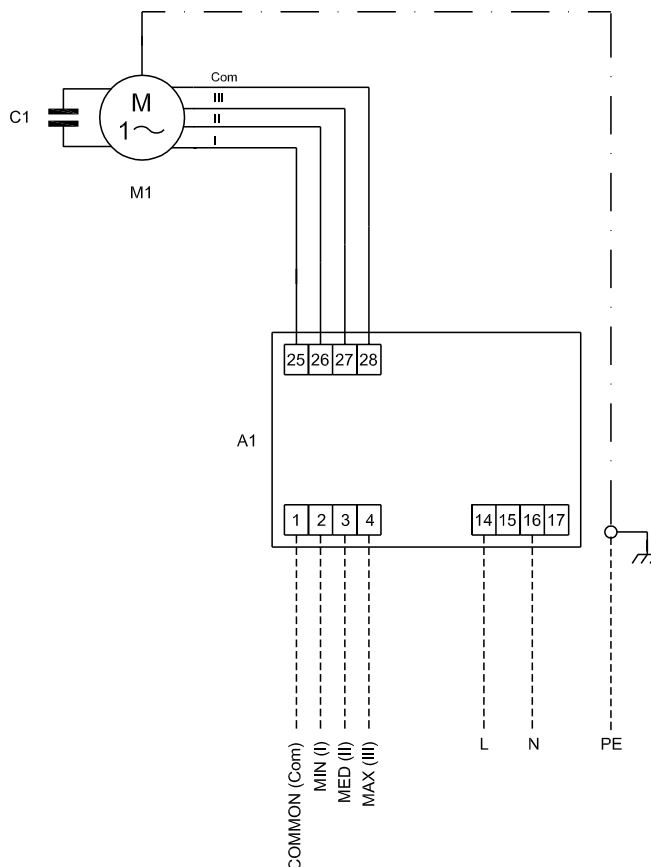 Com
III
II
I
C1
M
1~
M1
25 26 27 28
A1
1 2 3 4
14 15 16 17
COMMON (Com)
MIN (I)
MED (II)
MAX (III)
L
N
PE